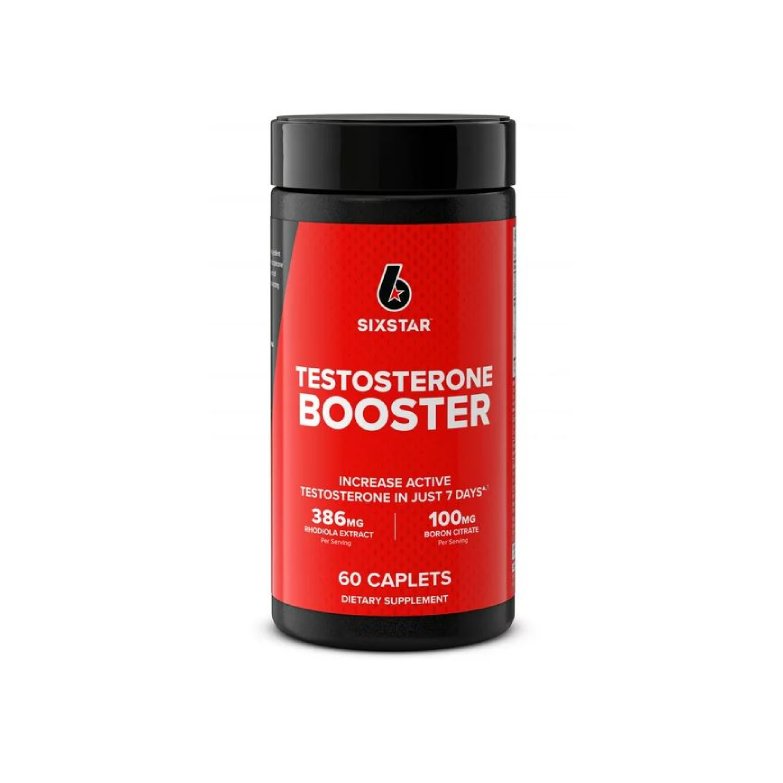 6
SIXSTAR
TESTOSTERONE
BOOSTER
INCREASE ACTIVE
TESTOSTERONE IN JUST 7 DAYS
386MG
RHODIOLA EXTRACT
Per Serving
100MG
BORON CITRATE
Per Serving
60 CAPLETS
DIETARY SUPPLEMENT